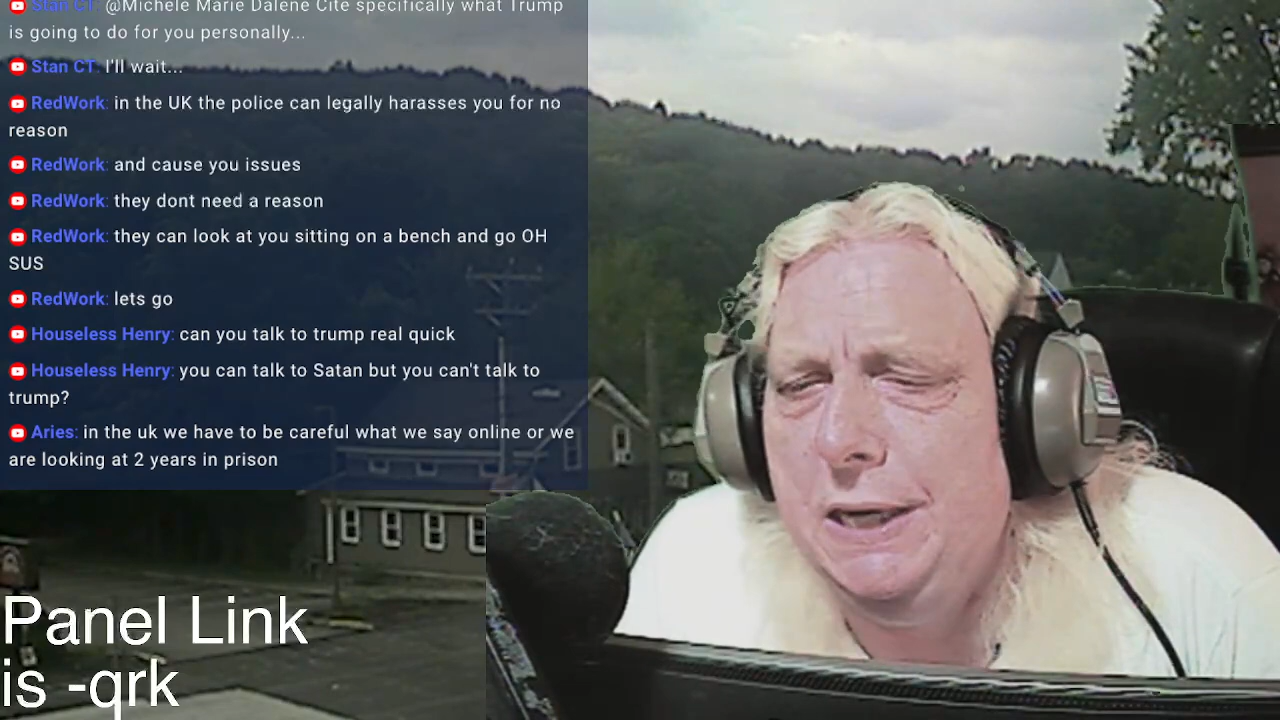 Stan CT: @Michele Marie Dalene Cite specifically what Trump
is going to do for you personally...
Stan CT: I'll wait...
RedWork: in the UK the police can legally harasses you for no
reason
RedWork: and cause you issues
RedWork: they dont need a reason
RedWork: they can look at you sitting on a bench and go OH
SUS
RedWork: lets go
Houseless Henry: can you talk to trump real quick
Houseless Henry: you can talk to Satan but you can't talk to
trump?
Aries: in the uk we have to be careful what we say online or we
are looking at 2 years in prison
Panel Link
is -qrk